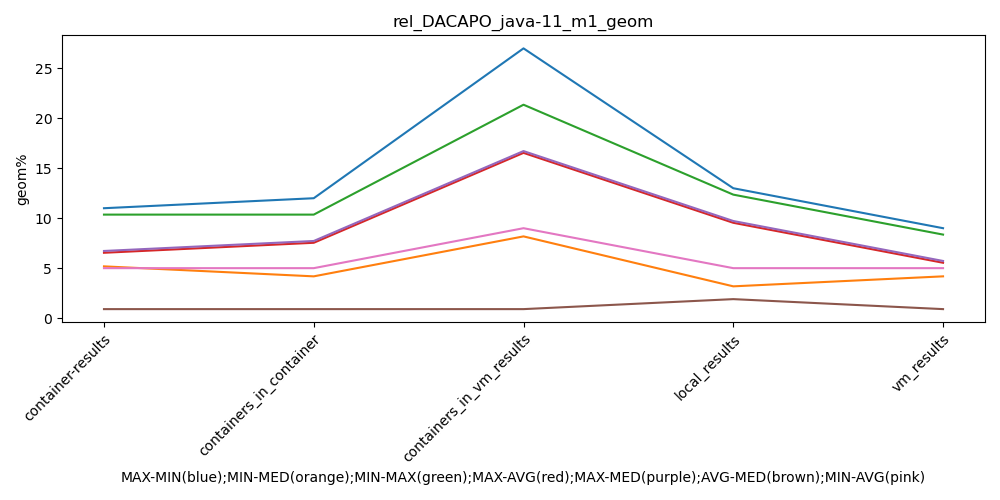 rel_DACAPO_java-11_m1_geom
geom%
25
20
15
10
5
0
container-results
containers_in_container
containers_in_vm_results
local_results
vm_results
MAX-MIN(blue);MIN-MED(orange);MIN-MAX(green);MAX-AVG(red);MAX-MED(purple);AVG-MED(brown);MIN-AVG(pink)